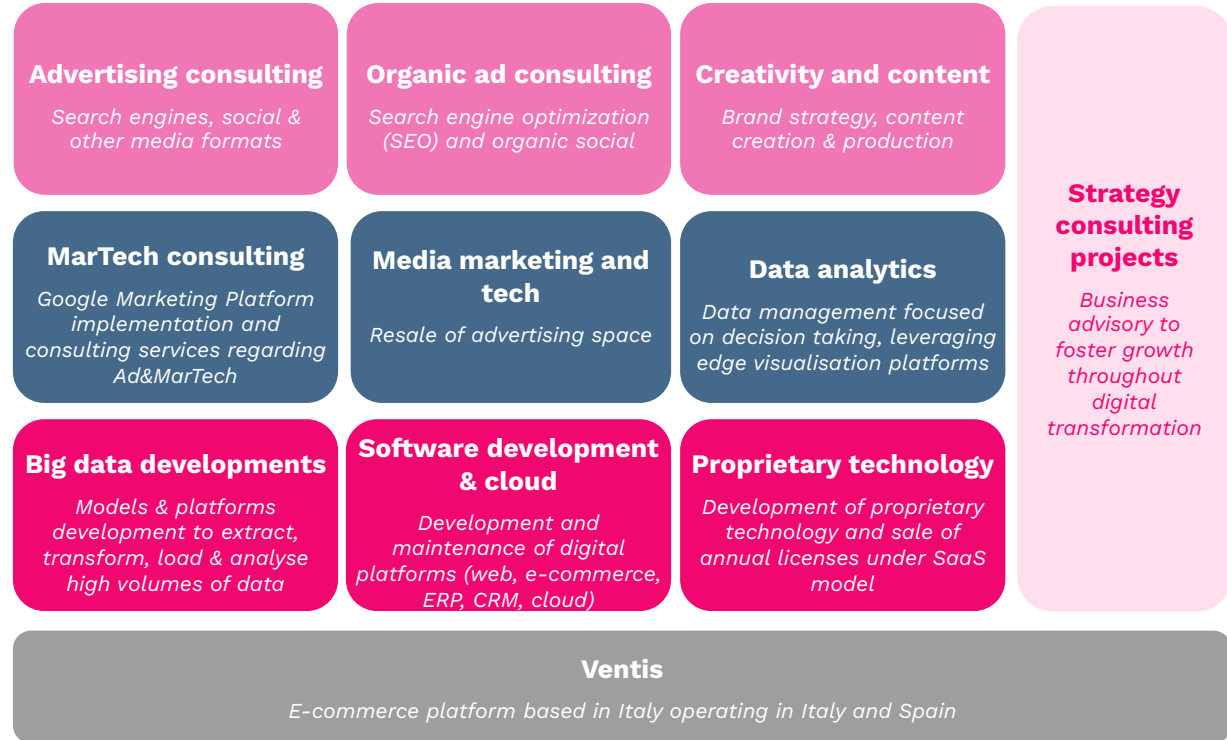 Advertising consulting
Search engines, social &
other media formats
Organic ad consulting
Search engine optimization
(SEO) and organic social
Creativity and content
Brand strategy, content
creation & production
MarTech consulting
Google Marketing Platform
implementation and
consulting services regarding
Ad&MarTech
Media marketing and
tech
Resale of advertising space
Data analytics
Data management focused
on decision taking, leveraging
edge visualisation platforms
Big data developments
Models & platforms
development to extract,
transform, load & analyse
high volumes of data
Software development
& cloud
Development and
maintenance of digital
platforms (web, e-commerce,
ERP, CRM, cloud)
Proprietary technology
Development of proprietary
technology and sale of
annual licenses under SaaS
model
Strategy
consulting
projects
Business
advisory to
foster growth
throughout
digital
transformation
Ventis
E-commerce platform based in Italy operating in Italy and Spain